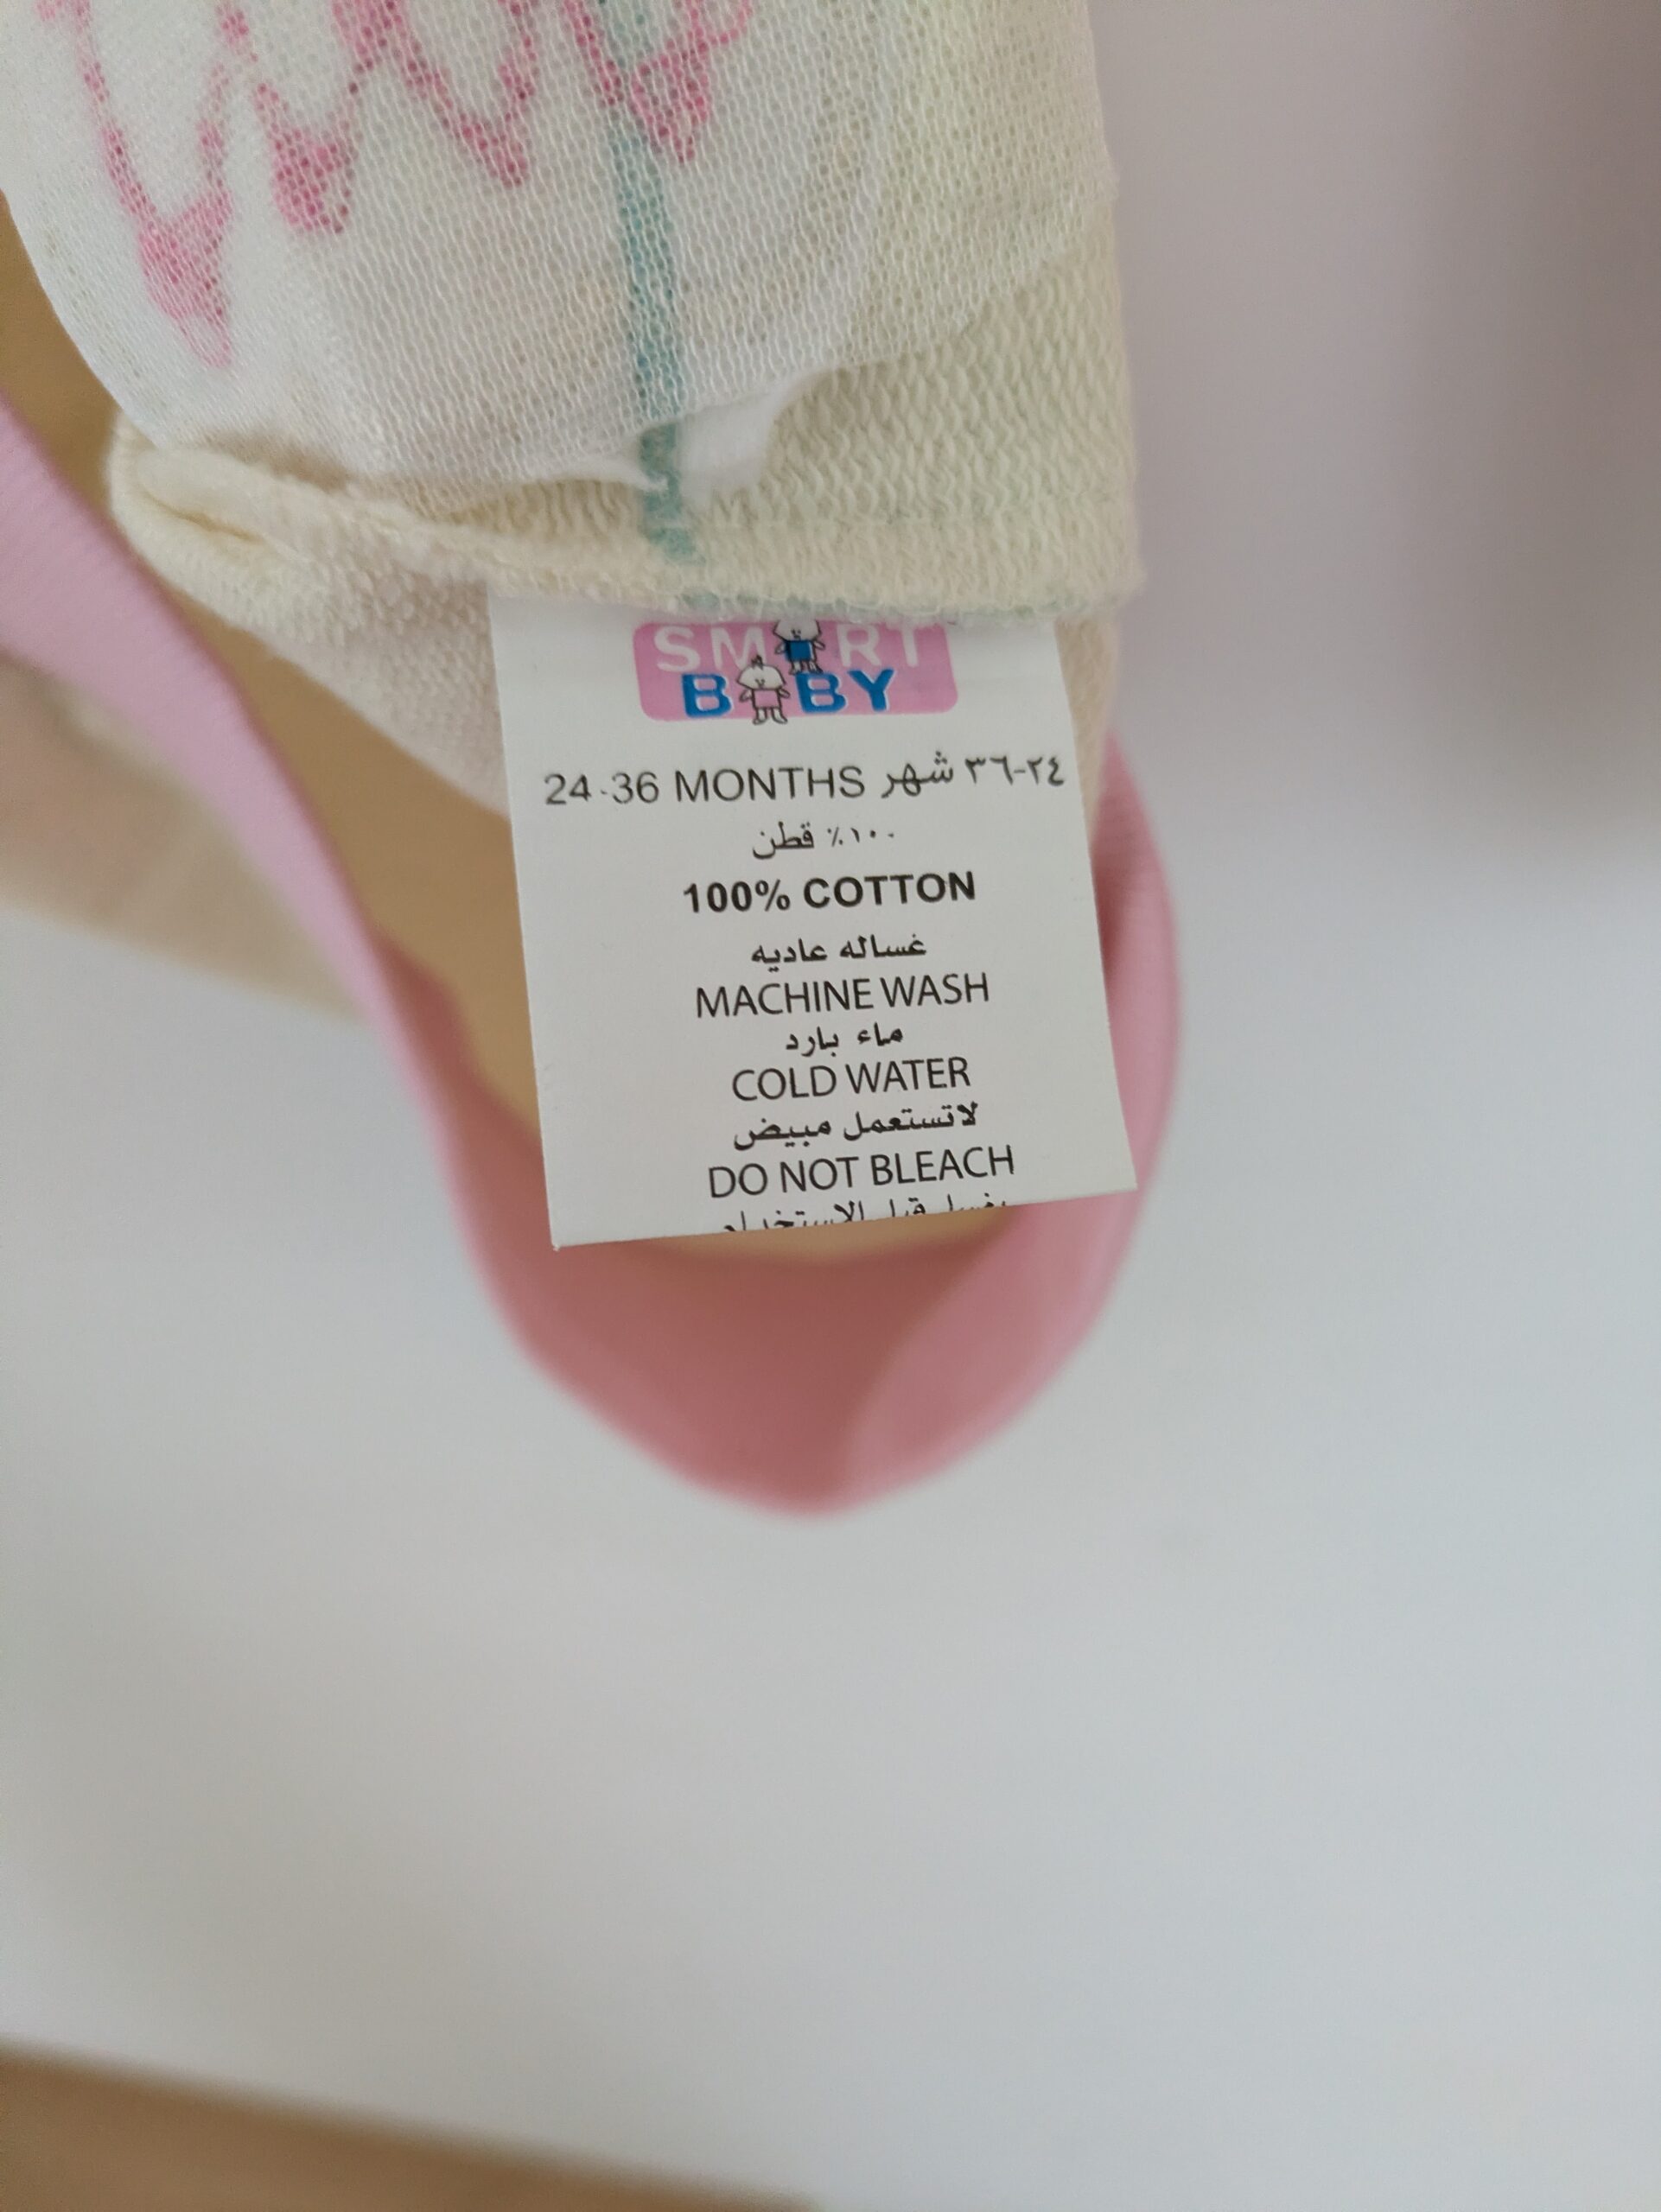 SMART
BABY
24-36 MONTHS ٢٤-٣٦ شهر
١٠٠٪ قطن
100% COTTON
غساله عاديه
MACHINE WASH
ماء بارد
COLD WATER
لاتستعمل مبيض
DO NOT BLEACH